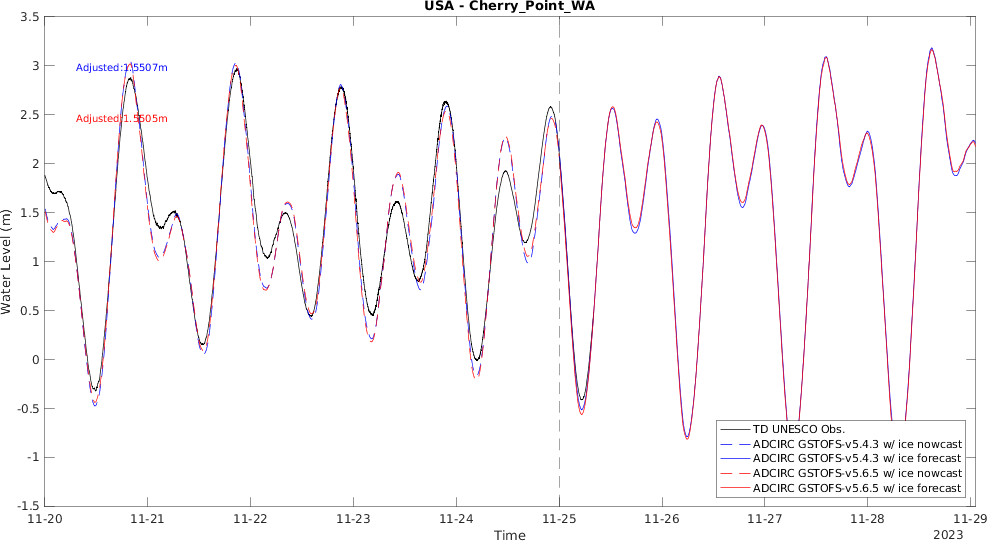 USA - Cherry_Point_WA
3.5
3
2.5
2
1.5
1
0.5
0
-0.5
-1
-1.5
Water Level (m)
Adjusted:1.5507m
Adjusted:1.5505m
TD UNESCO Obs.
ADCIRC GSTOFS-v5.4.3 w/ ice nowcast
ADCIRC GSTOFS-v5.4.3 w/ ice forecast
ADCIRC GSTOFS-v5.6.5 w/ ice nowcast
ADCIRC GSTOFS-v5.6.5 w/ ice forecast
11-20 11-21 11-22 11-23 11-24 11-25 11-26 11-27 11-28 11-29
Time
2023